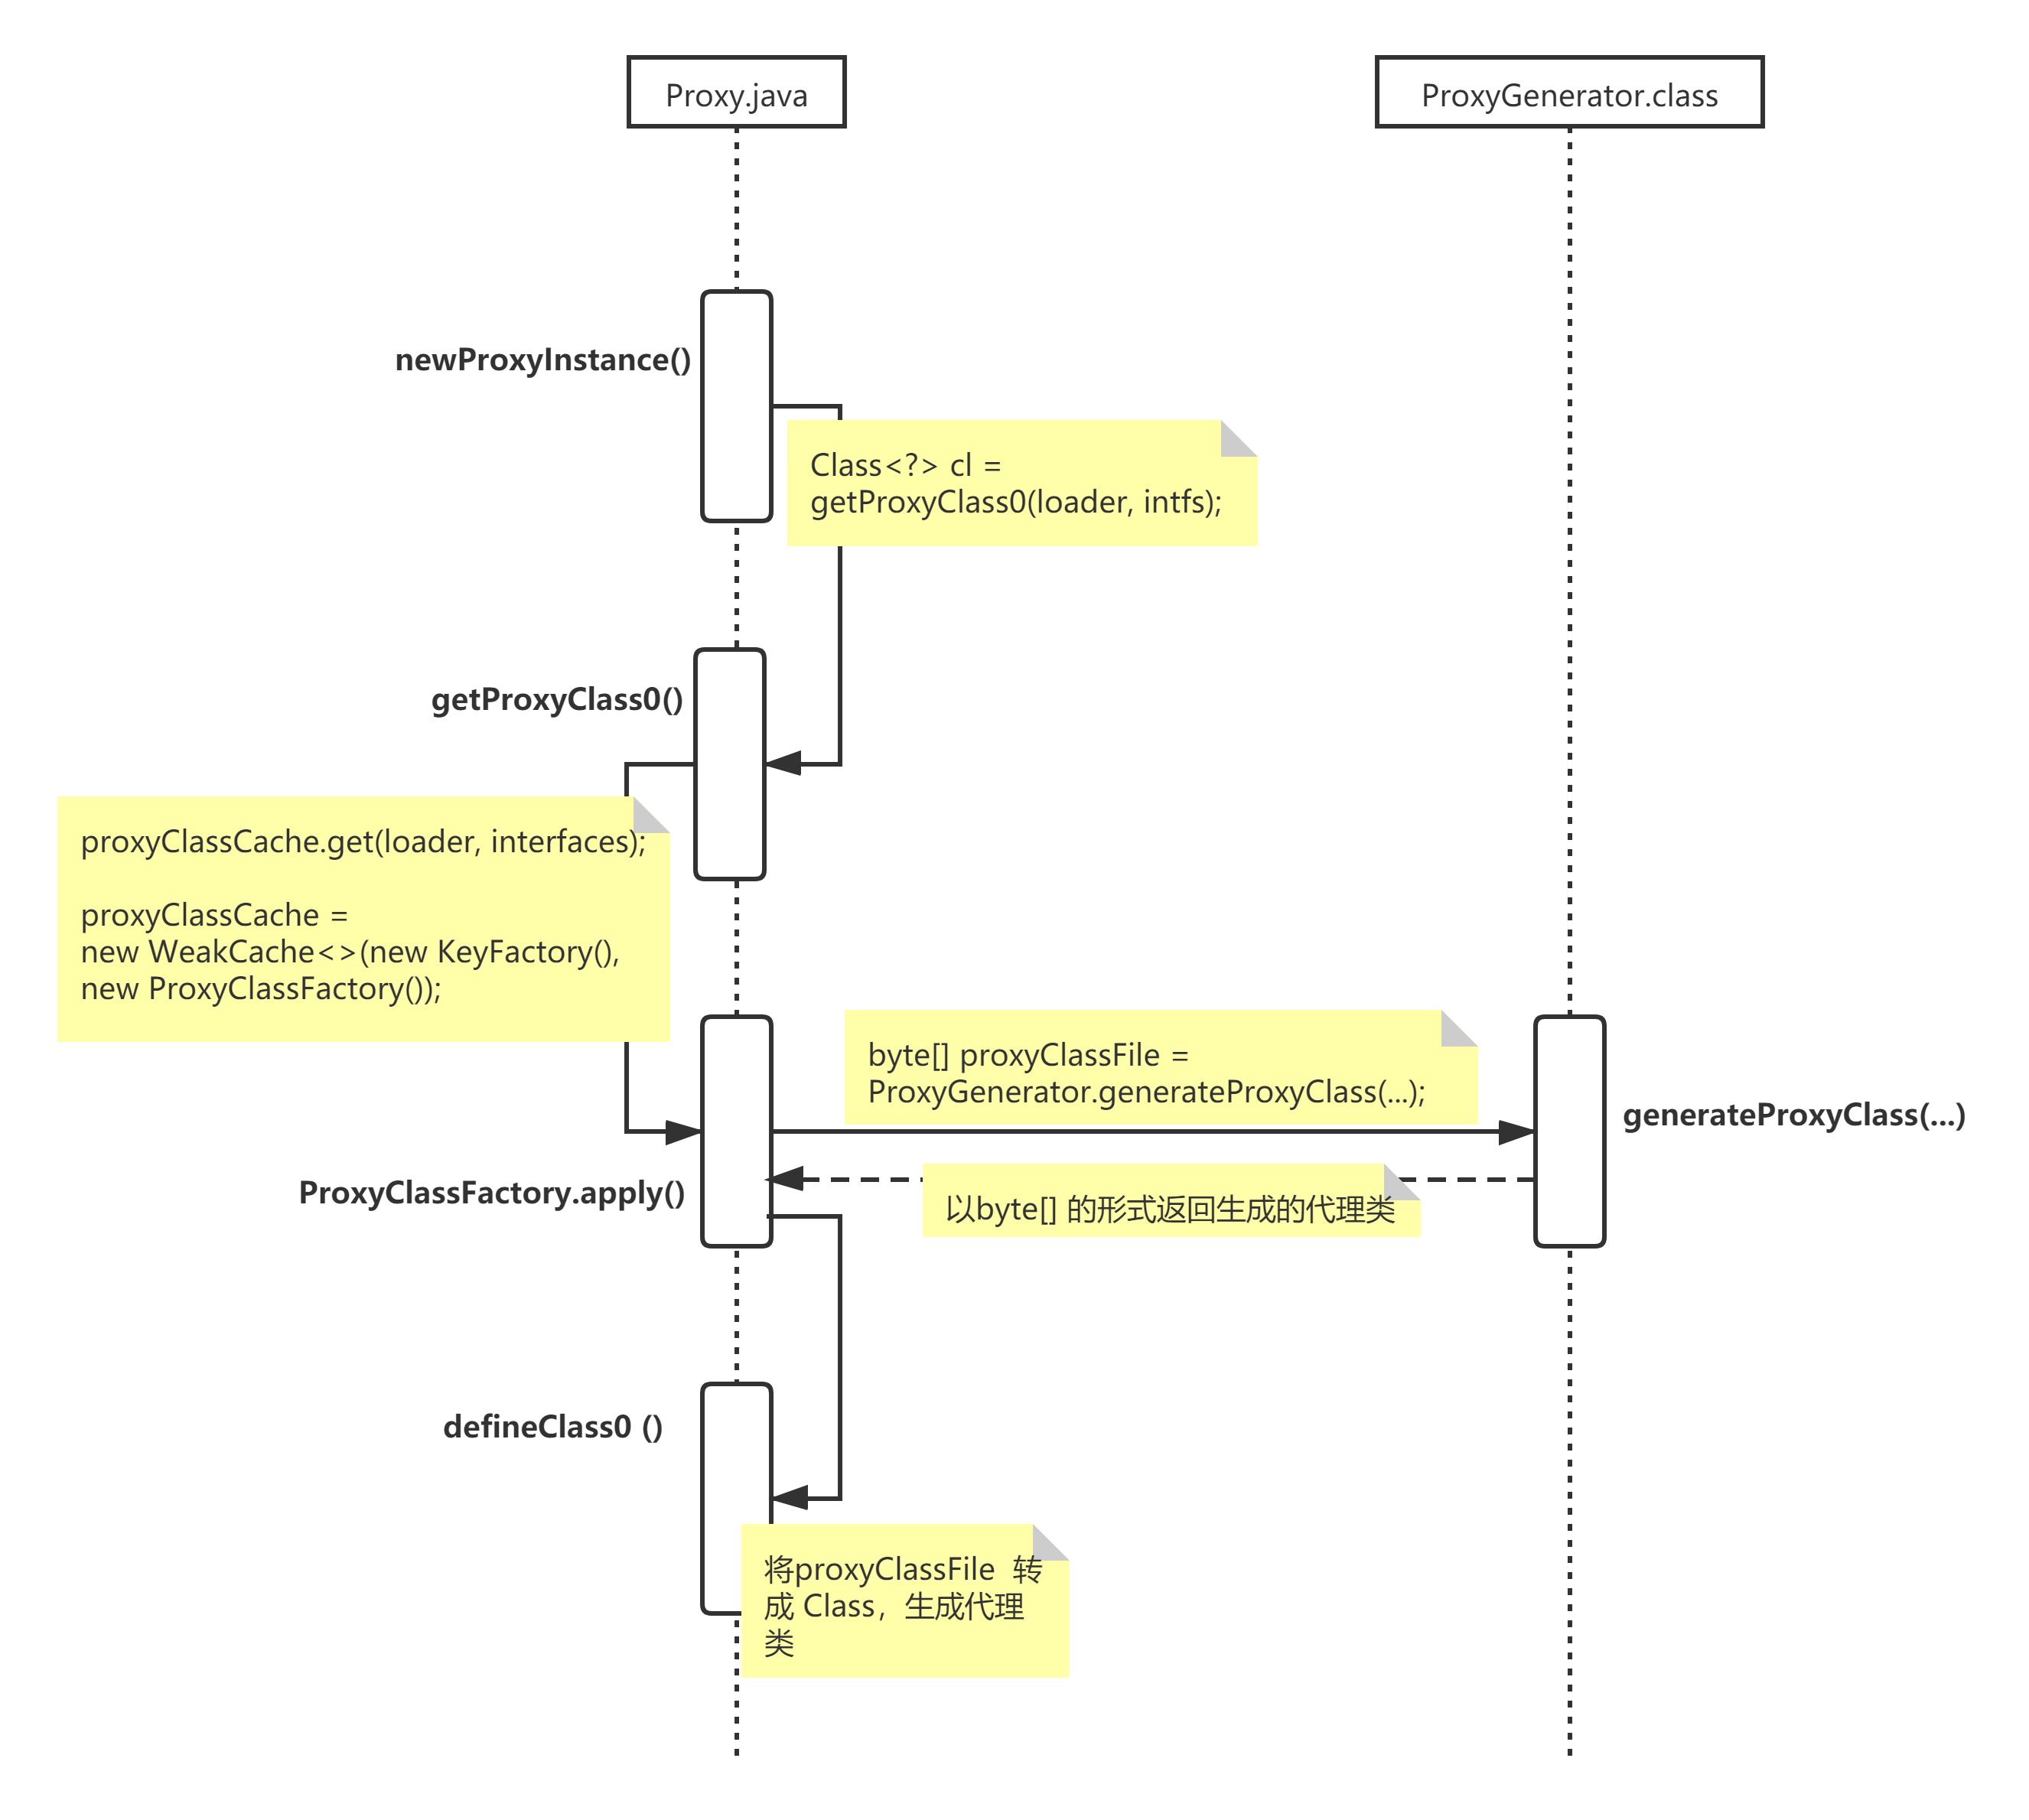 Proxy.java
ProxyGenerator.class
newProxyInstance()
Class<?> cl =
getProxyClass0(loader, intfs);
getProxyClass0()
proxyClassCache.get(loader, interfaces);
proxyClassCache =
new WeakCache<>(new KeyFactory(),
new ProxyClassFactory());
byte[] proxyClassFile =
ProxyGenerator.generateProxyClass(...);
generateProxyClass(...)
ProxyClassFactory.apply()
以byte[] 的形式返回生成的代理类
defineClass0 ()
将proxyClassFile 转
成 Class，生成代理
类